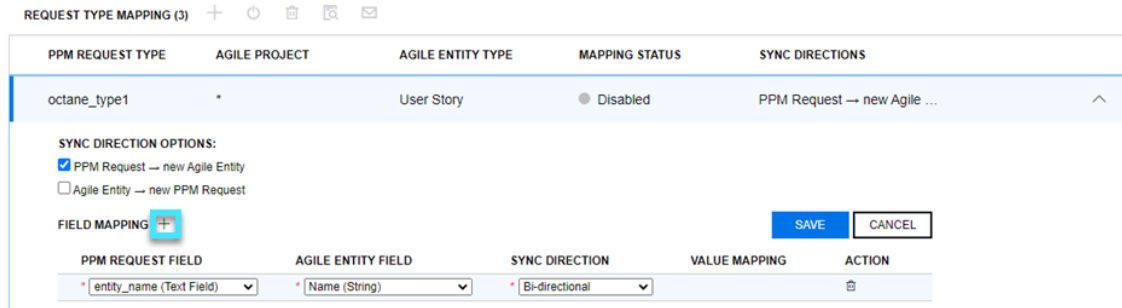 REQUEST TYPE MAPPING (3)
PPM REQUEST TYPE AGILE PROJECT AGILE ENTITY TYPE MAPPING STATUS SYNC DIRECTIONS
octane_type1 * User Story Disabled PPM Request → new Agile ...
SYNC DIRECTION OPTIONS:
PPM Request → new Agile Entity
Agile Entity → new PPM Request
FIELD MAPPING + SAVE CANCEL
PPM REQUEST FIELD AGILE ENTITY FIELD SYNC DIRECTION VALUE MAPPING ACTION
* entity_name (Text Field) * Name (String) * Bi-directional